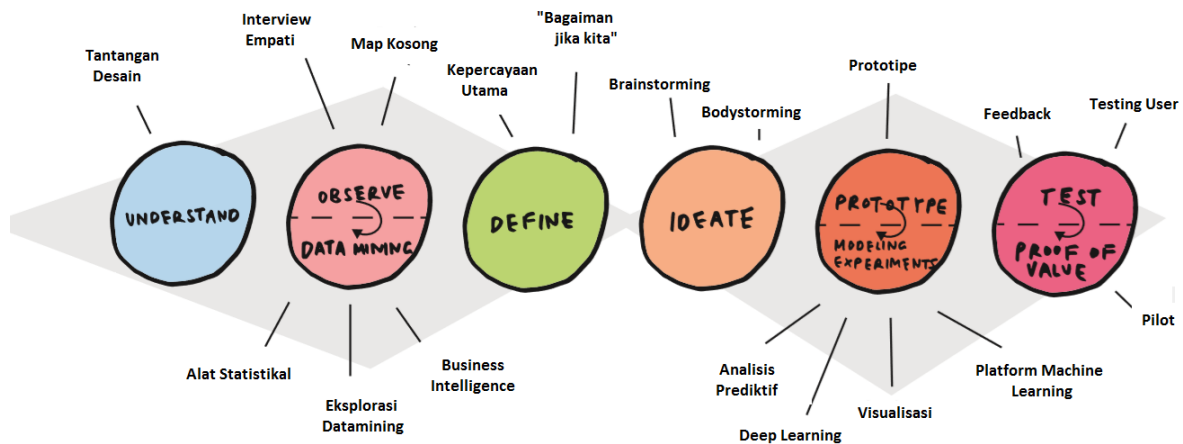 Tantangan
Desain
Interview
Empati
Map Kosong
Kepercayaan
Utama
"Bagaiman
jika kita"
Brainstorming
Bodystorming
Prototipe
Feedback
Testing User
UNDERSTAND
OBSERVE
DATA MINING
DEFINE
IDEATE
PROTOTYPE
MODELING
EXPERIMENTS
TEST
PROOF OF
VALUE
Alat Statistikal
Eksplorasi
Datamining
Business
Intelligence
Analisis
Prediktif
Deep Learning
Visualisasi
Platform Machine
Learning
Pilot